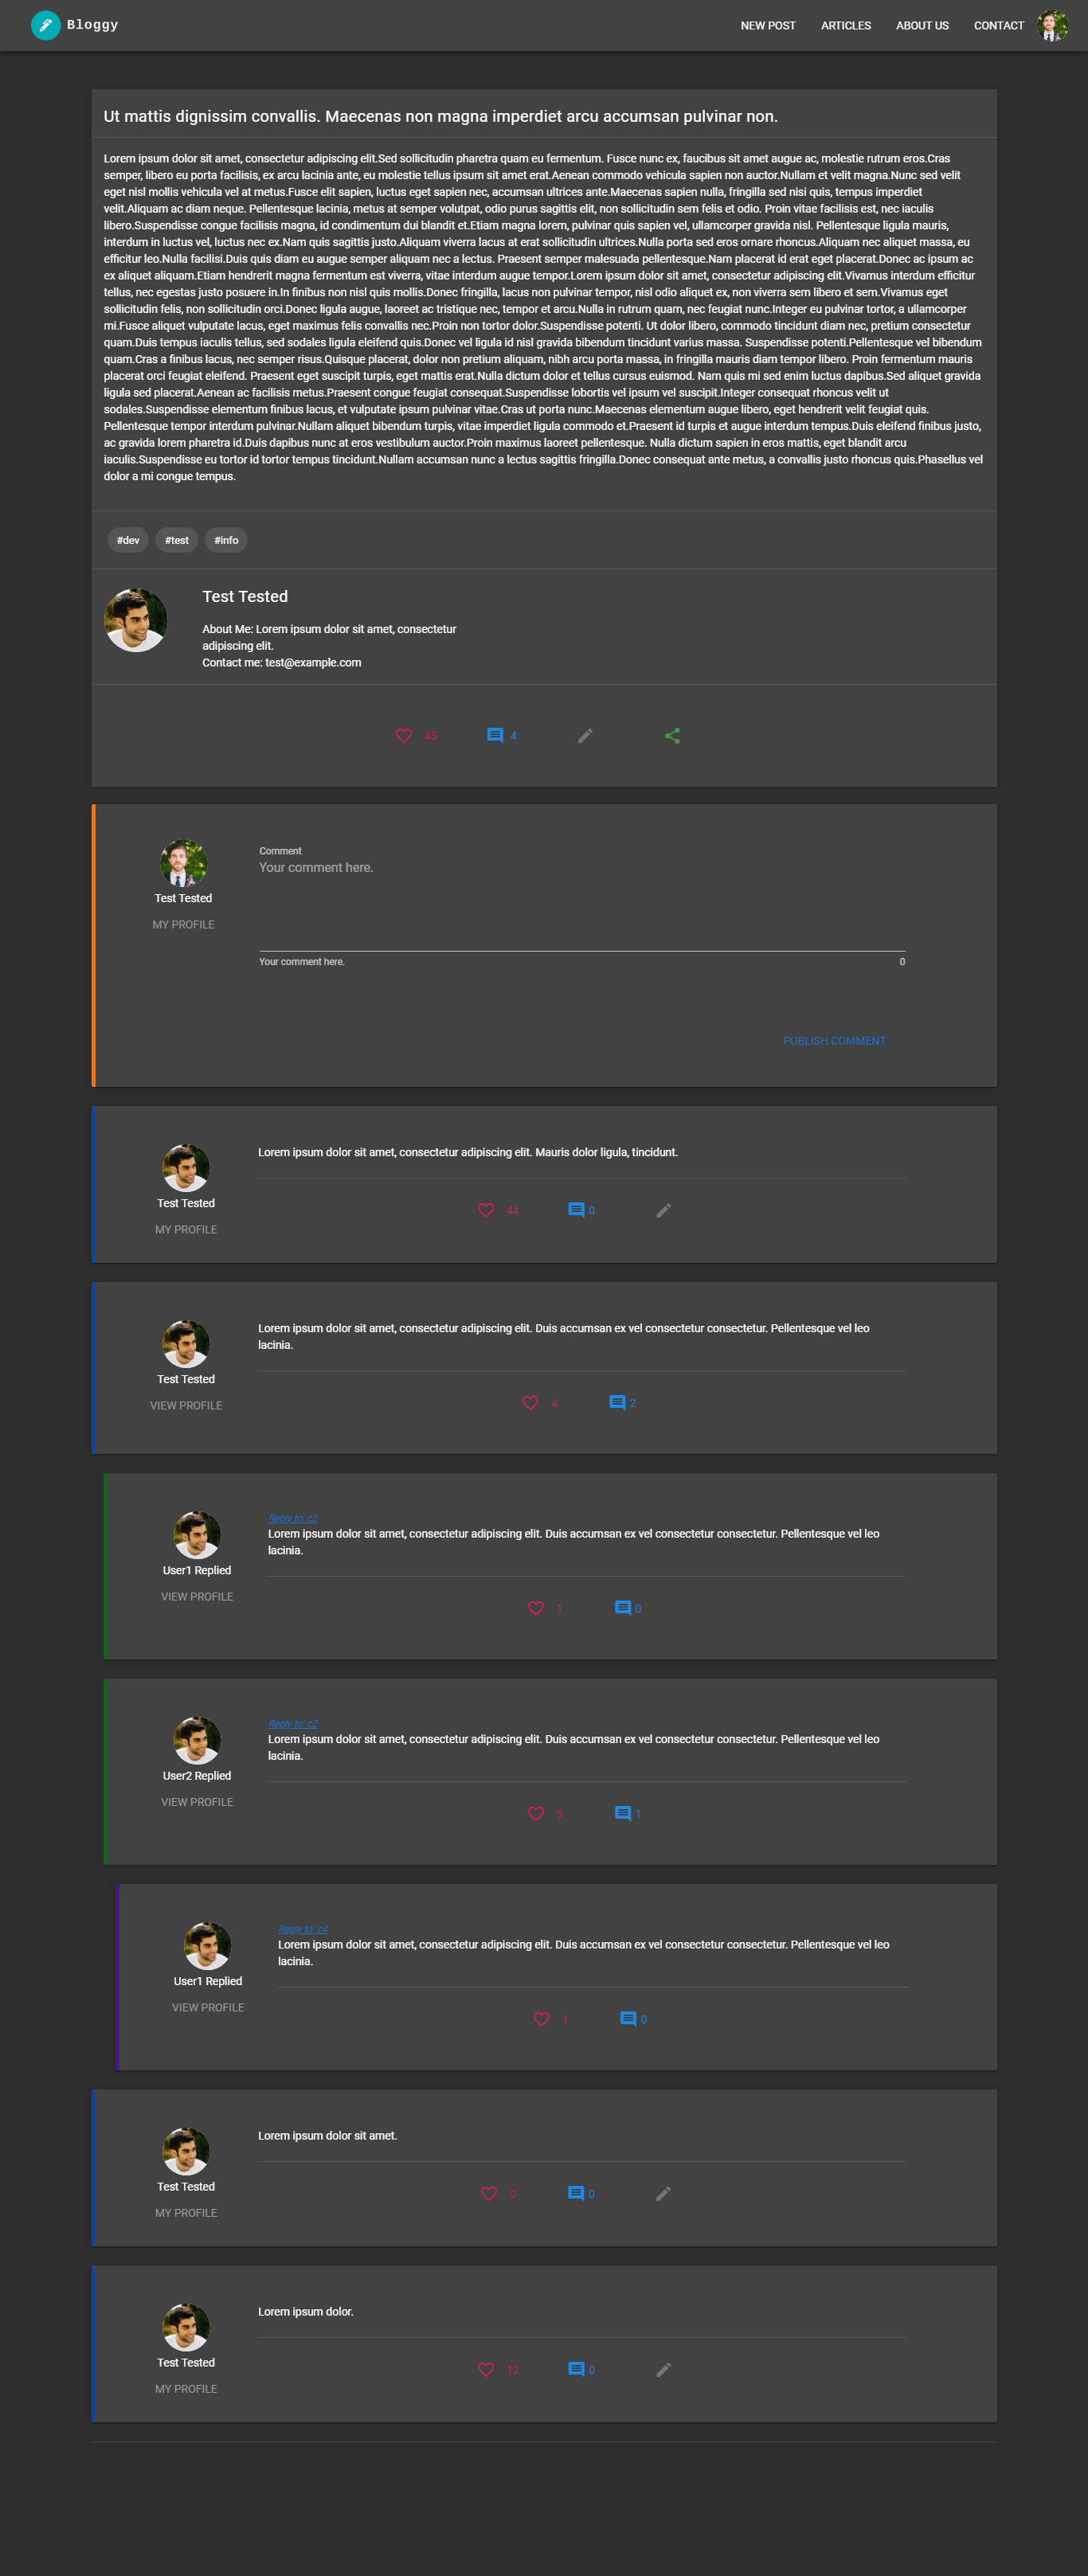 Bloggy
NEW POST ARTICLES ABOUT US CONTACT
Ut mattis dignissim convallis. Maecenas non magna imperdiet arcu accumsan pulvinar non.
Lorem ipsum dolor sit amet, consectetur adipiscing elit.Sed sollicitudin pharetra quam eu fermentum. Fusce nunc ex, faucibus sit amet augue ac, molestie rutrum eros.Cras
semper, libero eu porta facilisis, ex arcu lacinia ante, eu molestie tellus ipsum sit amet erat.Aenean commodo vehicula sapien non auctor.Nullam et velit magna.Nunc sed velit
eget nisl mollis vehicula vel at metus.Fusce elit sapien, luctus eget sapien nec, accumsan ultrices ante.Maecenas sapien nulla, fringilla sed nisi quis, tempus imperdiet
velit.Aliquam ac diam neque. Pellentesque lacinia, metus at semper volutpat, odio purus sagittis elit, non sollicitudin sem felis et odio. Proin vitae facilisis est, nec iaculis
libero.Suspendisse congue facilisis magna, id condimentum dui blandit et.Etiam magna lorem, pulvinar quis sapien vel, ullamcorper gravida nisl. Pellentesque ligula mauris,
interdum in luctus vel, luctus nec ex.Nam quis sagittis justo.Aliquam viverra lacus at erat sollicitudin ultrices.Nulla porta sed eros ornare rhoncus.Aliquam nec aliquet massa, eu
efficitur leo.Nulla facilisi.Duis quis diam eu augue semper aliquam nec a lectus. Praesent semper malesuada pellentesque.Nam placerat id erat eget placerat.Donec ac ipsum ac
ex aliquet aliquam.Etiam hendrerit magna fermentum est viverra, vitae interdum augue tempor.Lorem ipsum dolor sit amet, consectetur adipiscing elit.Vivamus interdum efficitur
tellus, nec egestas justo posuere in.In finibus non nisl quis mollis.Donec fringilla, lacus non pulvinar tempor, nisl odio aliquet ex, non viverra sem libero et sem.Vivamus eget
sollicitudin felis, non sollicitudin orci.Donec ligula augue, laoreet ac tristique nec, tempor et arcu.Nulla in rutrum quam, nec feugiat nunc.Integer eu pulvinar tortor, a ullamcorper
mi.Fusce aliquet vulputate lacus, eget maximus felis convallis nec.Proin non tortor dolor.Suspendisse potenti. Ut dolor libero, commodo tincidunt diam nec, pretium consectetur
quam.Duis tempus iaculis tellus, sed sodales ligula eleifend quis.Donec vel ligula id nisl gravida bibendum tincidunt varius massa. Suspendisse potenti.Pellentesque vel bibendum
quam.Cras a finibus lacus, nec semper risus.Quisque placerat, dolor non pretium aliquam, nibh arcu porta massa, in fringilla mauris diam tempor libero. Proin fermentum mauris
placerat orci feugiat eleifend. Praesent eget suscipit turpis, eget mattis erat.Nulla dictum dolor et tellus cursus euismod. Nam quis mi sed enim luctus dapibus.Sed aliquet gravida
ligula sed placerat.Aenean ac facilisis metus.Praesent congue feugiat consequat.Suspendisse lobortis vel ipsum vel suscipit.Integer consequat rhoncus velit ut
sodales.Suspendisse elementum finibus lacus, et vulputate ipsum pulvinar vitae.Cras ut porta nunc.Maecenas elementum augue libero, eget hendrerit velit feugiat quis.
Pellentesque tempor interdum pulvinar.Nullam aliquet bibendum turpis, vitae imperdiet ligula commodo et.Praesent id turpis et augue interdum tempus.Duis eleifend finibus justo,
ac gravida lorem pharetra id.Duis dapibus nunc at eros vestibulum auctor.Proin maximus laoreet pellentesque. Nulla dictum sapien in eros mattis, eget blandit arcu
iaculis.Suspendisse eu tortor id tortor tempus tincidunt.Nullam accumsan nunc a lectus sagittis fringilla.Donec consequat ante metus, a convallis justo rhoncus quis.Phasellus vel
dolor a mi congue tempus.
#dev #test #info
Test Tested
About Me: Lorem ipsum dolor sit amet, consectetur
adipiscing elit.
Contact me: test@example.com
45 4
Comment
Your comment here.
Test Tested
MY PROFILE
Your comment here. 0
PUBLISH COMMENT
Lorem ipsum dolor sit amet, consectetur adipiscing elit. Mauris dolor ligula, tincidunt.
Test Tested
44 0
MY PROFILE
Lorem ipsum dolor sit amet, consectetur adipiscing elit. Duis accumsan ex vel consectetur consectetur. Pellentesque vel leo
lacinia.
Test Tested
4 2
VIEW PROFILE
Reply to: c2
Lorem ipsum dolor sit amet, consectetur adipiscing elit. Duis accumsan ex vel consectetur consectetur. Pellentesque vel leo
lacinia.
User1 Replied
VIEW PROFILE
1 0
Reply to: c2
Lorem ipsum dolor sit amet, consectetur adipiscing elit. Duis accumsan ex vel consectetur consectetur. Pellentesque vel leo
lacinia.
User2 Replied
VIEW PROFILE
3 1
Reply to: c4
Lorem ipsum dolor sit amet, consectetur adipiscing elit. Duis accumsan ex vel consectetur consectetur. Pellentesque vel leo
lacinia.
User1 Replied
VIEW PROFILE
1 0
Lorem ipsum dolor sit amet.
Test Tested
0 0
MY PROFILE
Lorem ipsum dolor.
Test Tested
12 0
MY PROFILE